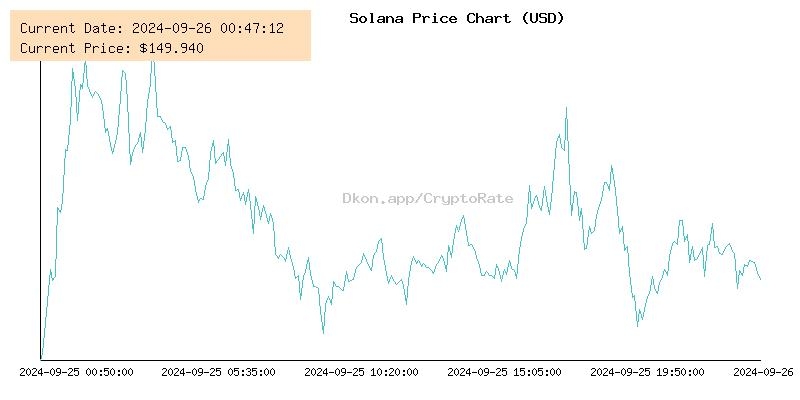 Solana Price Chart (USD)
Current Date: 2024-09-26 00:47:12
Current Price: $149.940
Dkon.app/CryptoRate
2024-09-25 00:50:00
2024-09-25 05:35:00
2024-09-25 10:20:00
2024-09-25 15:05:00
2024-09-25 19:50:00
2024-09-26